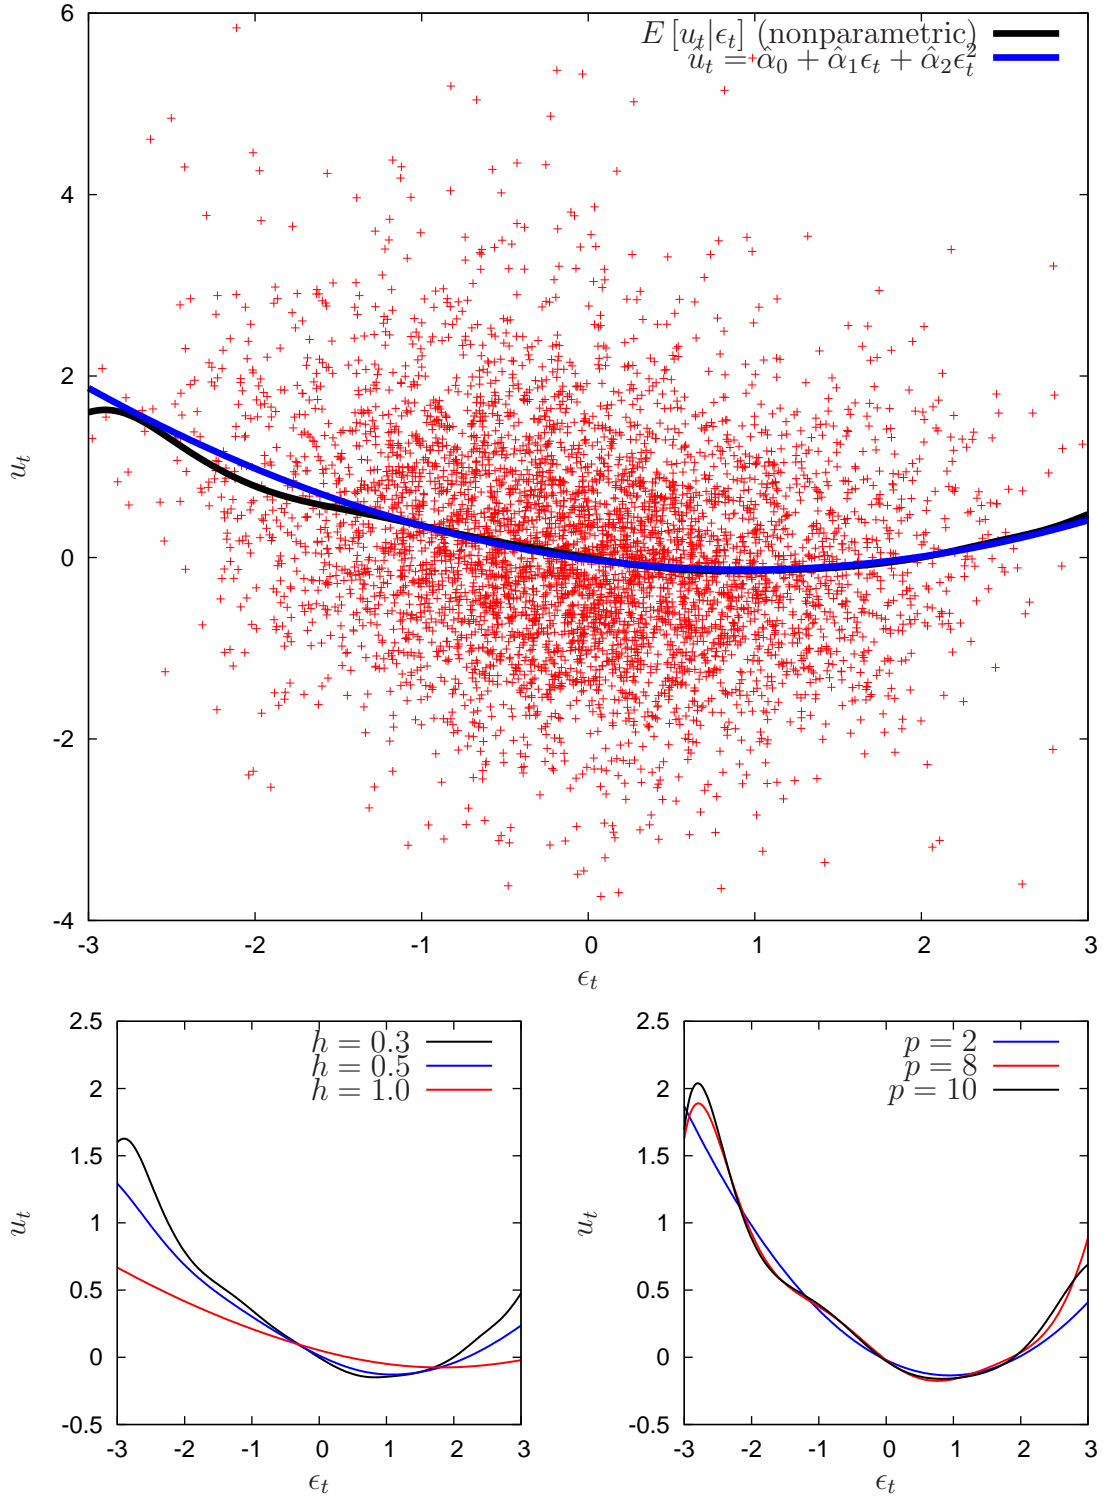 6
4
2
0
-2
-4
-3
-2
-1
0
1
2
3
u_t
ϵ_t
E [u_t|ϵ_t] (nonparametric)
û_t = α̂_0 + α̂_1ϵ_t + α̂_2ϵ_t^2
2.5
2
1.5
1
0.5
0
-0.5
-3
-2
-1
0
1
2
3
u_t
ϵ_t
h = 0.3
h = 0.5
h = 1.0
2.5
2
1.5
1
0.5
0
-0.5
-3
-2
-1
0
1
2
3
u_t
ϵ_t
p = 2
p = 8
p = 10